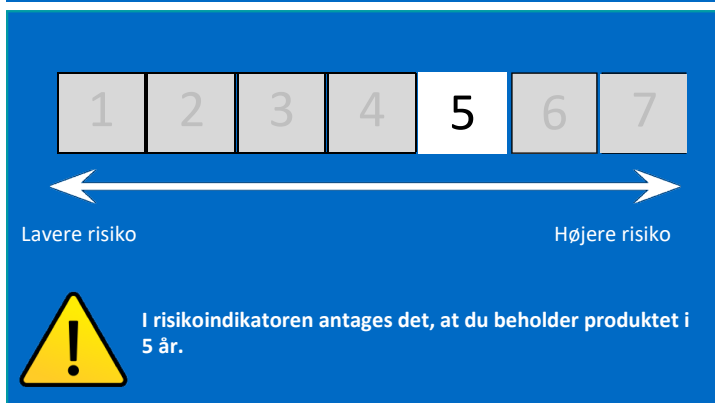 1 2 3 4 5 6 7
Lavere risiko Højere risiko
I risikoindikatoren antages det, at du beholder produktet i
5 år.